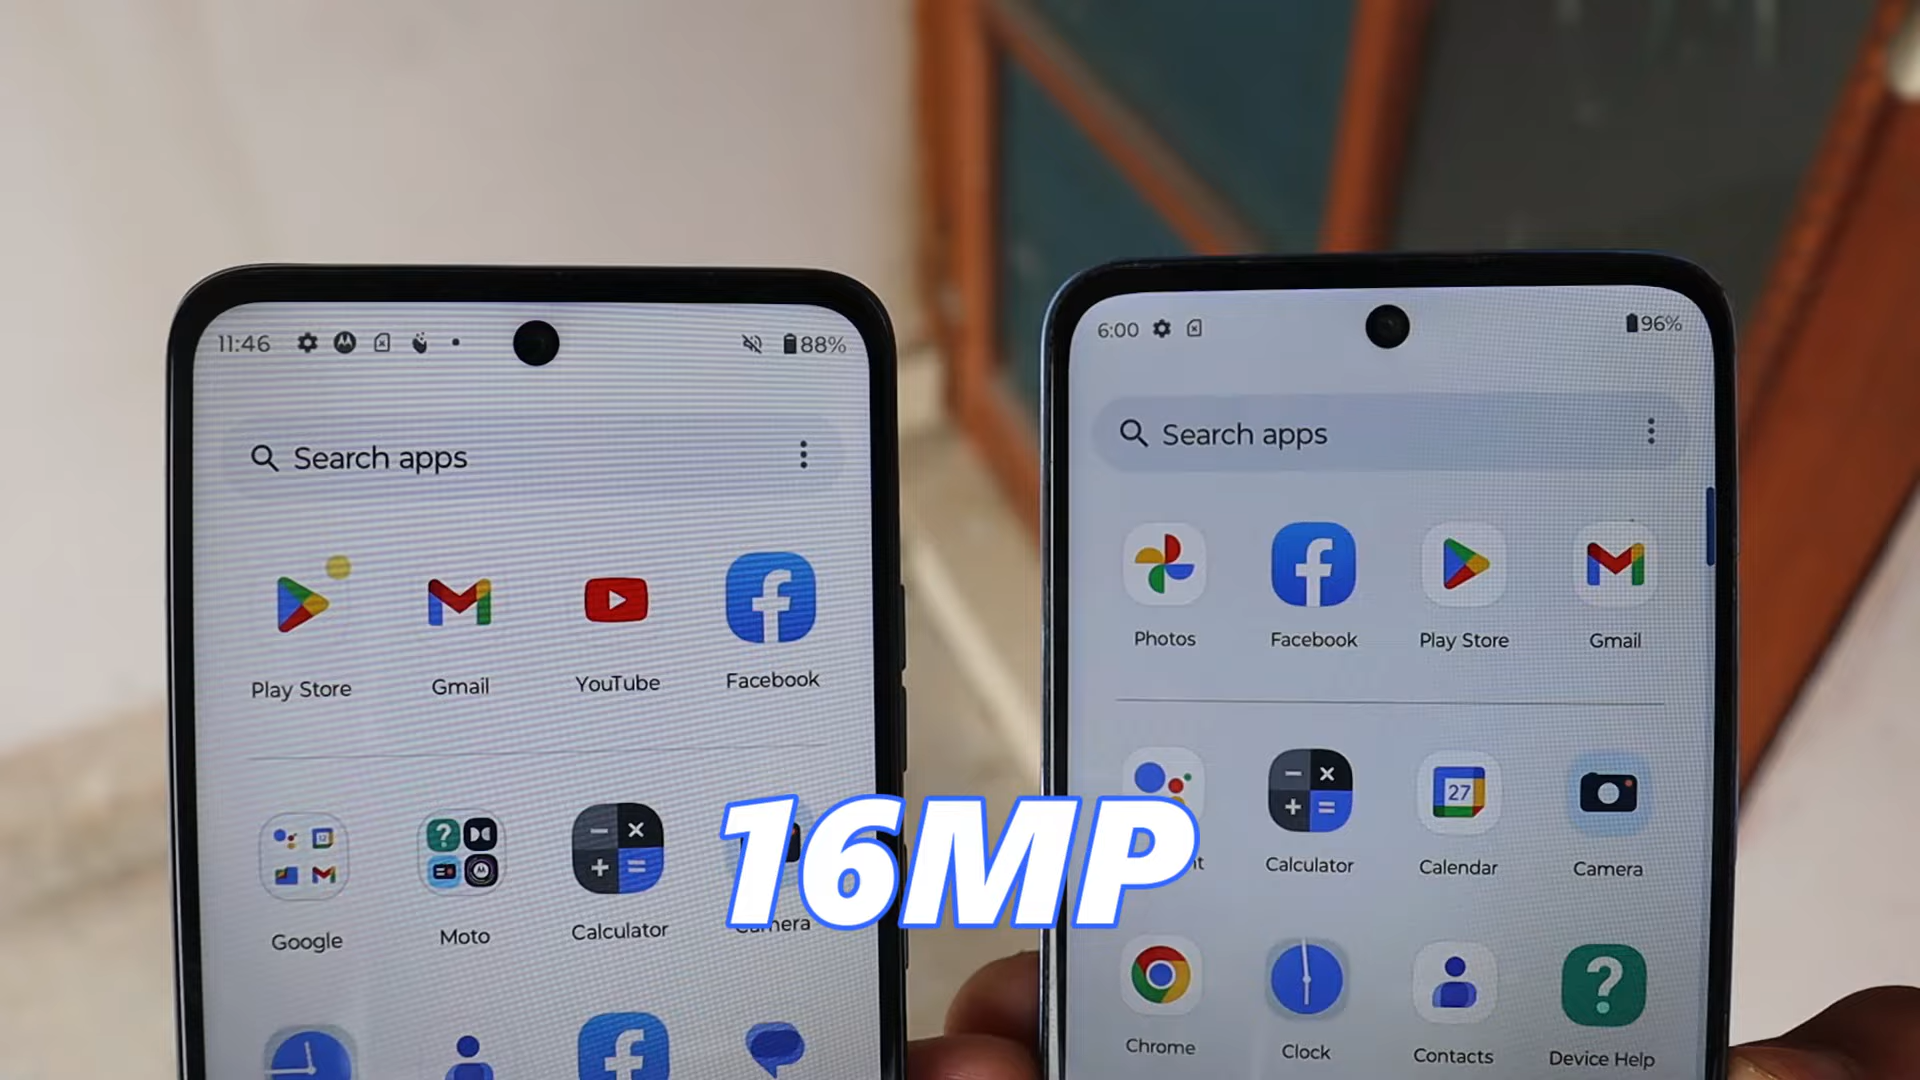 11:46
88%
Search apps
Play Store
Gmail
YouTube
Facebook
Google
Moto
Calculator
Camera
6:00
96%
Search apps
Photos
Facebook
Play Store
Gmail
Calculator
27
Calendar
Camera
Chrome
Clock
Contacts
Device Help
16MP